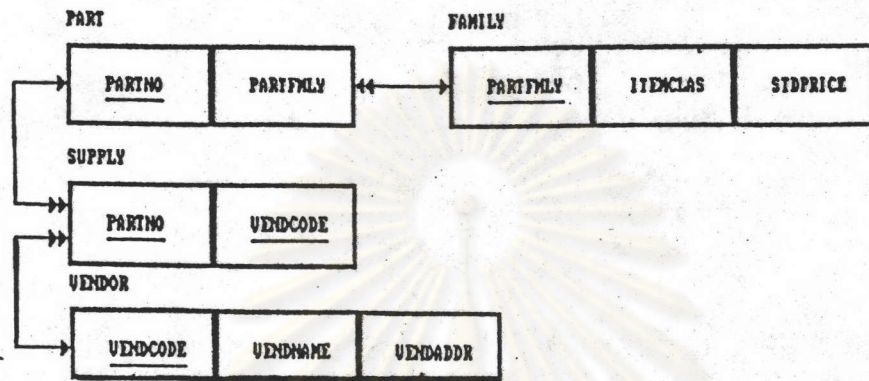 PART
FAMILY
PARTNO PARTFMLY
PARTFMLY ITEMCLAS STDPRICE
SUPPLY
PARTNO VENDCODE
VENDOR
VENDCODE VENDNAME VENDADDR